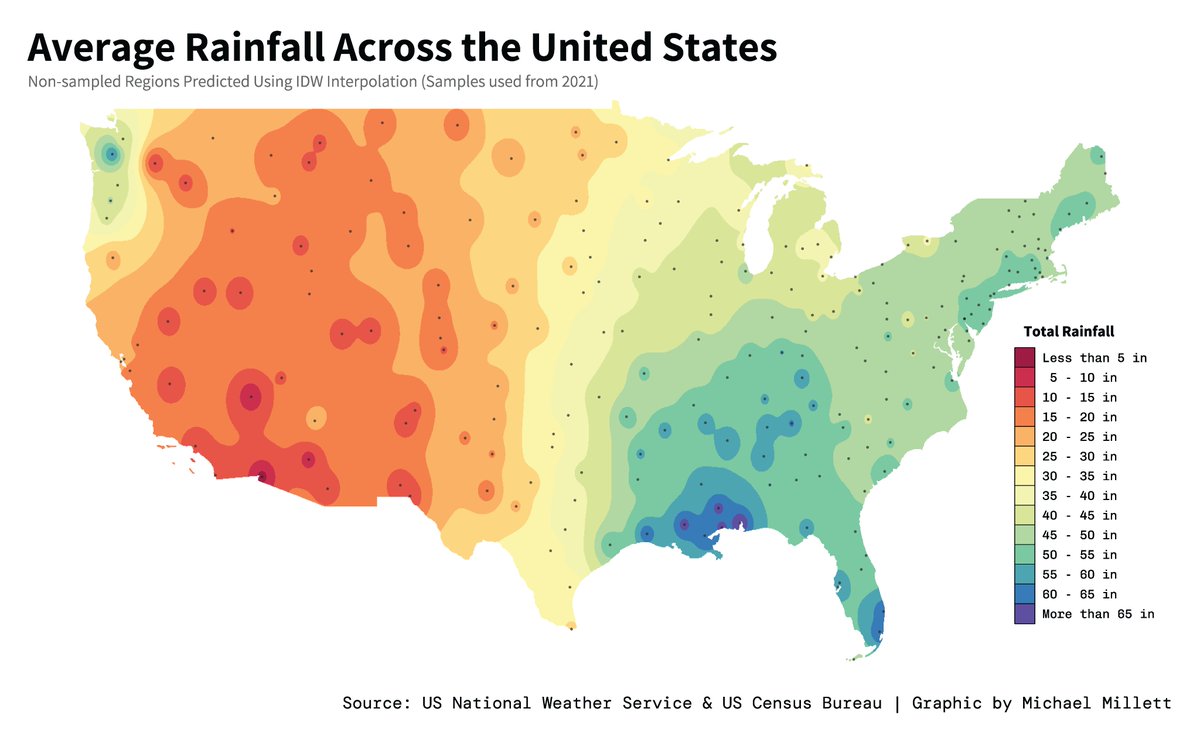 Average Rainfall Across the United States
Non-sampled Regions Predicted Using IDW Interpolation (Samples used from 2021)
Total Rainfall
Less than 5 in
5 - 10 in
10 - 15 in
15 - 20 in
20 - 25 in
25 - 30 in
30 - 35 in
35 - 40 in
40 - 45 in
45 - 50 in
50 - 55 in
55 - 60 in
60 - 65 in
More than 65 in
Source: US National Weather Service & US Census Bureau | Graphic by Michael Millett